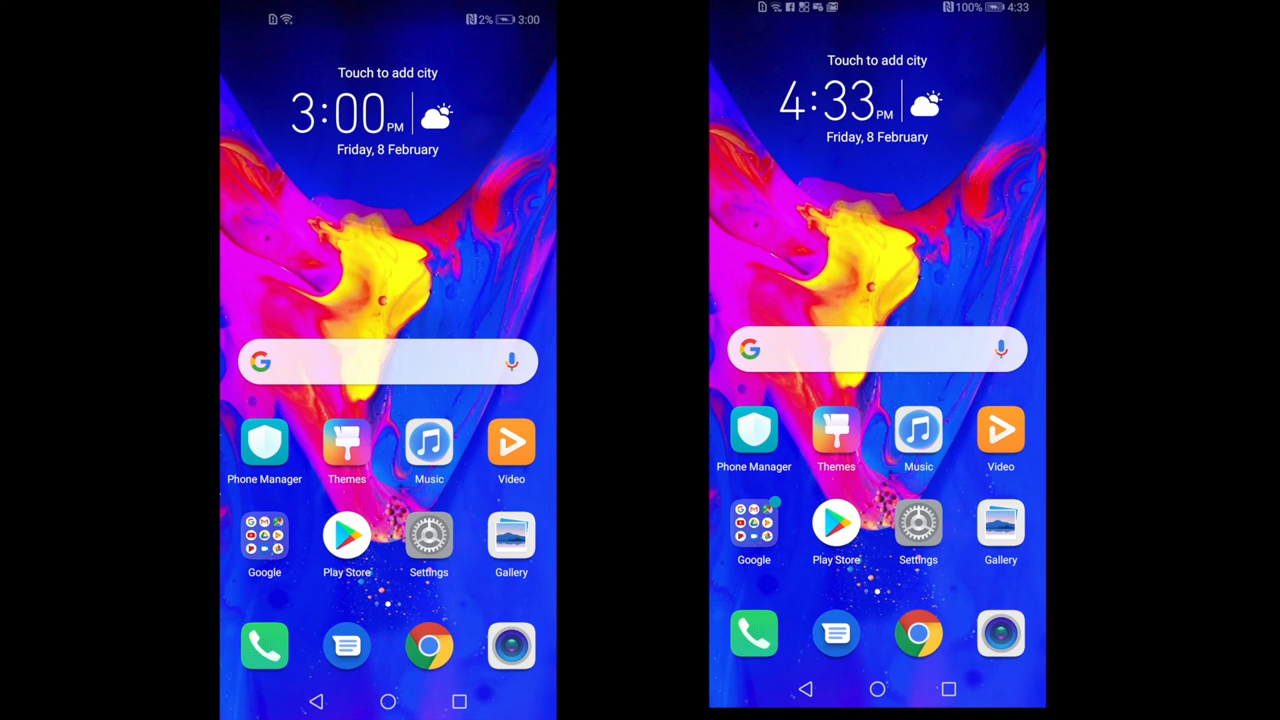 2% 3:00
Touch to add city
3:00 PM
Friday, 8 February
Phone Manager Themes Music Video
Google Play Store Settings Gallery
100% 4:33
Touch to add city
4:33 PM
Friday, 8 February
Phone Manager Themes Music Video
Google Play Store Settings Gallery